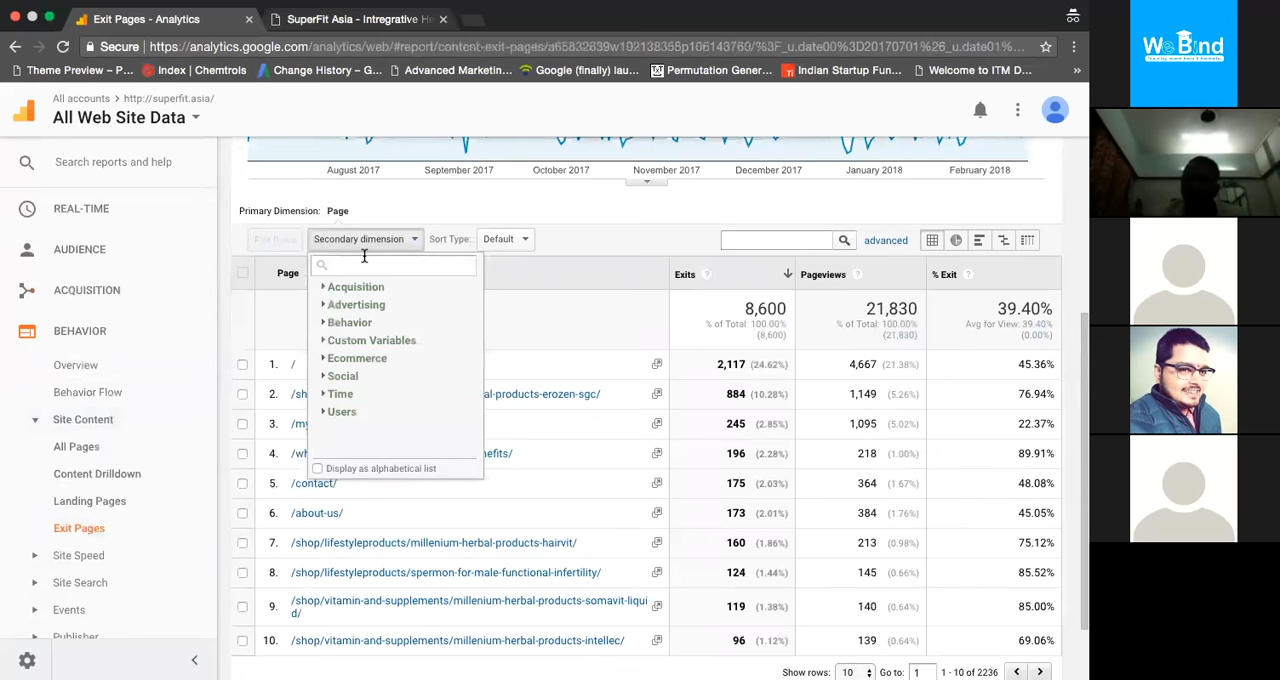 Exit Pages - Analytics
SuperFit Asia - Intregrative He
Secure
https://analytics.google.com/analytics/web/#report/content-exit-pages/a65832639w102138365p106143760/%3F_u.date00%3D20170701%26_u.date01%...
Theme Preview – P...
Index | Chemtrols
Change History – G...
Advanced Marketin...
Google (finally) lau...
Permutation Gener...
Indian Startup Fun...
Welcome to ITM D...
»
All accounts > http://superfit.asia/
All Web Site Data
Search reports and help
REAL-TIME
AUDIENCE
ACQUISITION
BEHAVIOR
Overview
Behavior Flow
Site Content
All Pages
Content Drilldown
Landing Pages
Exit Pages
Site Speed
Site Search
Events
Publisher
August 2017
September 2017
October 2017
November 2017
December 2017
January 2018
February 2018
Primary Dimension: Page
Plot Rows
Secondary dimension
Sort Type:
Default
advanced
Acquisition
Advertising
Behavior
Custom Variables
Ecommerce
Social
Time
Users
Display as alphabetical list
Page
Exits
Pageviews
% Exit
8,600
% of Total: 100.00%
(8,600)
21,830
% of Total: 100.00%
(21,830)
39.40%
Avg for View: 39.40%
(0.00%)
1. / 2,117 (24.62%) 4,667 (21.38%) 45.36%
2. /sh al-products-erozen-sgc/ 884 (10.28%) 1,149 (5.26%) 76.94%
3. /my 245 (2.85%) 1,095 (5.02%) 22.37%
4. /wh nefits/ 196 (2.28%) 218 (1.00%) 89.91%
5. /contact/ 175 (2.03%) 364 (1.67%) 48.08%
6. /about-us/ 173 (2.01%) 384 (1.76%) 45.05%
7. /shop/lifestyleproducts/millenium-herbal-products-hairvit/ 160 (1.86%) 213 (0.98%) 75.12%
8. /shop/lifestyleproducts/spermon-for-male-functional-infertility/ 124 (1.44%) 145 (0.66%) 85.52%
9. /shop/vitamin-and-supplements/millenium-herbal-products-somavit-liqui
d/ 119 (1.38%) 140 (0.64%) 85.00%
10. /shop/vitamin-and-supplements/millenium-herbal-products-intellec/ 96 (1.12%) 139 (0.64%) 69.06%
Show rows: 10 Go to: 1 1 - 10 of 2236
We Bind